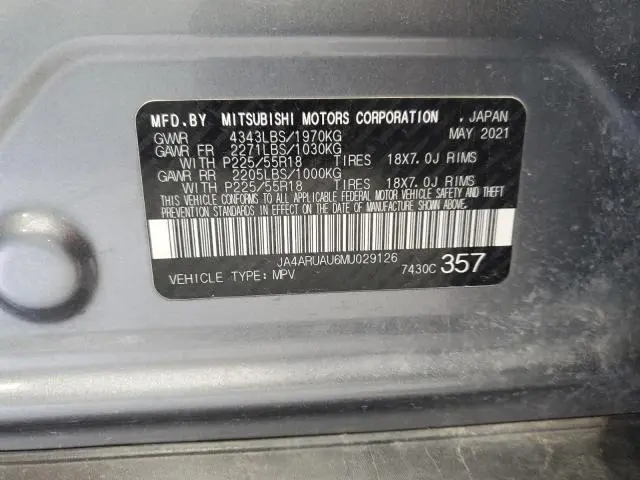 MFD.BY MITSUBISHI MOTORS CORPORATION , JAPAN
GVWR 4343LBS/1970KG MAY 2021
GAWR FR 2271LBS/1030KG
WITH P225/55R18 TIRES 18X7.0J RIMS
GAWR RR 2205LBS/1000KG
WITH P225/55R18 TIRES 18X7.0J RIMS
THIS VEHICLE CONFORMS TO ALL APPLICABLE FEDERAL MOTOR VEHICLE SAFETY AND THEFT
PREVENTION STANDARDS IN EFFECT ON THE DATE OF MANUFACTURE SHOWN ABOVE.
JA4ARUAU6MU029126
VEHICLE TYPE: MPV 7430C 357